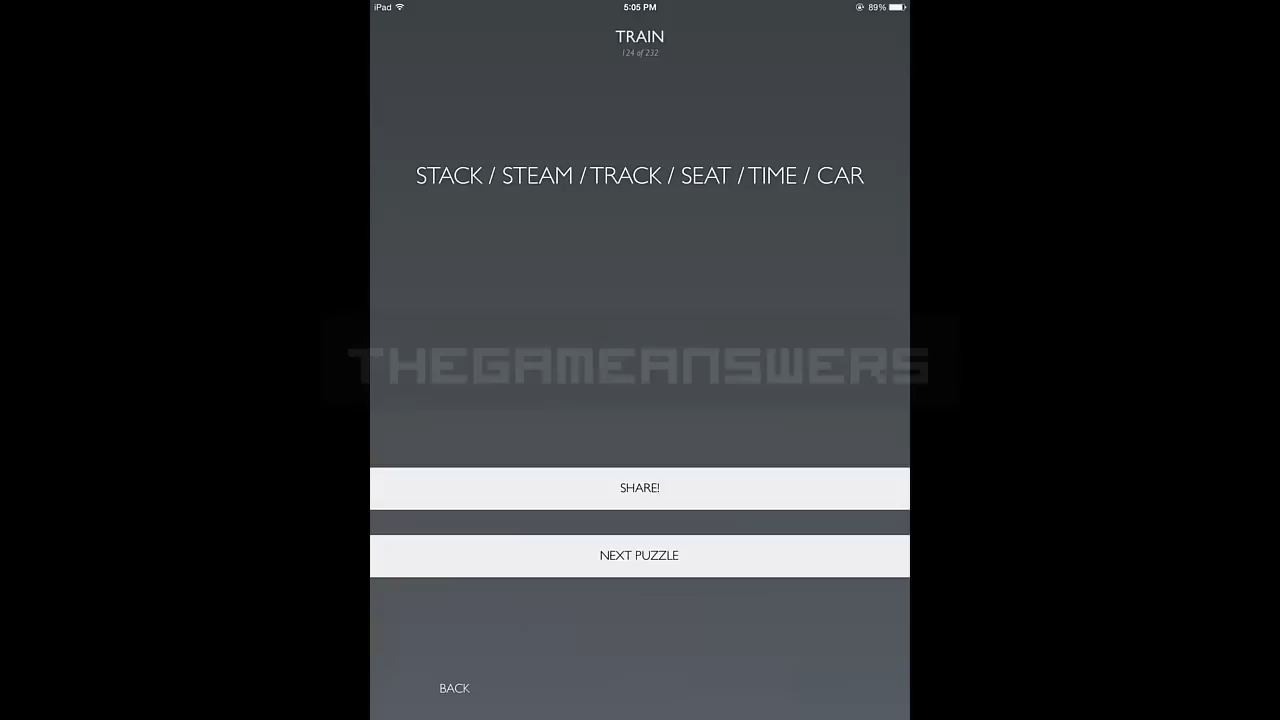 iPad 5:05 PM 89%
TRAIN
124 of 232
STACK / STEAM / TRACK / SEAT / TIME / CAR
THEGAMEANSWERS
SHARE!
NEXT PUZZLE
BACK